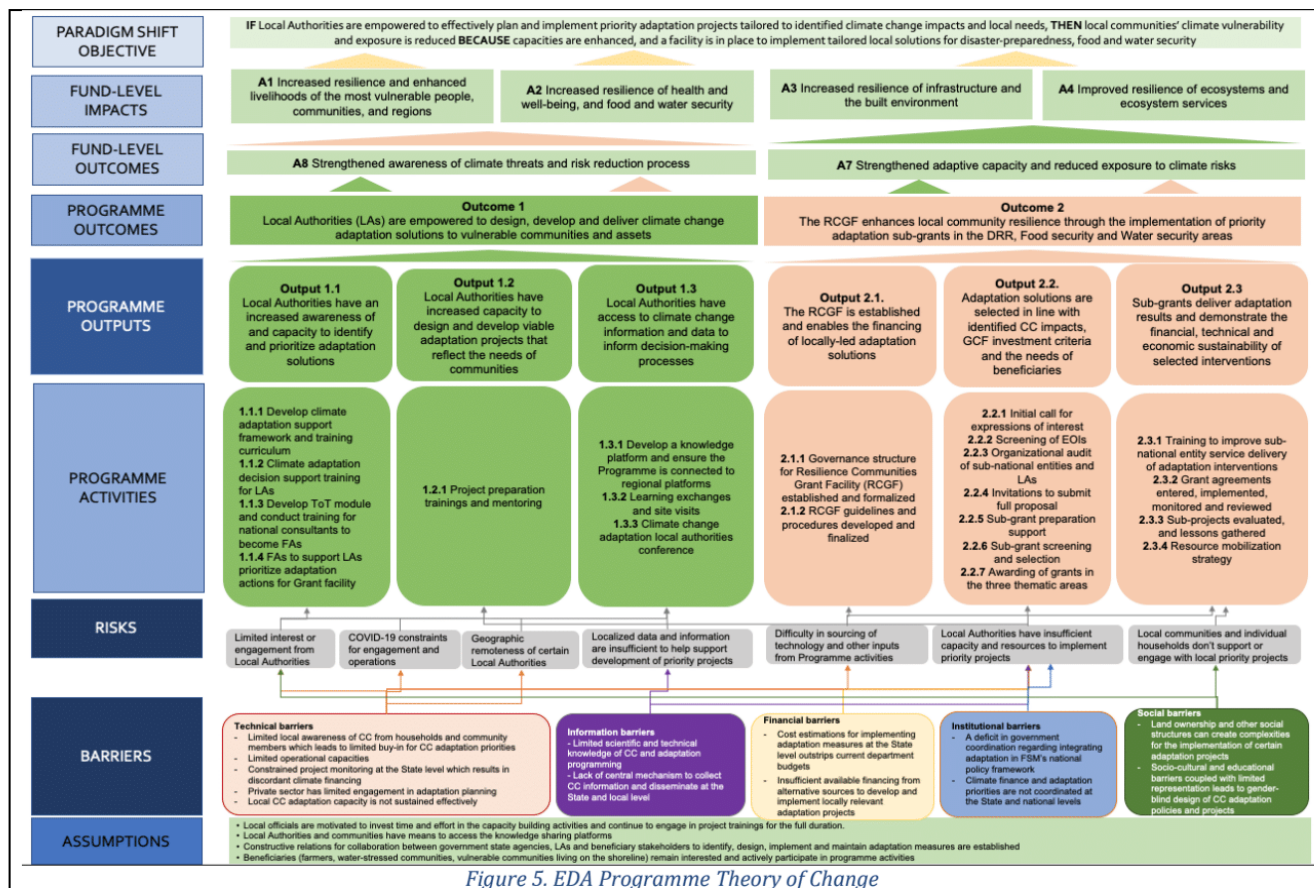 PARADIGM SHIFT
OBJECTIVE
IF Local Authorities are empowered to effectively plan and implement priority adaptation projects tailored to identified climate change impacts and local needs, THEN local communities' climate vulnerability
and exposure is reduced BECAUSE capacities are enhanced, and a facility is in place to implement tailored local solutions for disaster-preparedness, food and water security
FUND-LEVEL
IMPACTS
A1 Increased resilience and enhanced
livelihoods of the most vulnerable people,
communities, and regions
A2 Increased resilience of health and
well-being, and food and water security
A3 Increased resilience of infrastructure and
the built environment
A4 Improved resilience of ecosystems and
ecosystem services
FUND-LEVEL
OUTCOMES
A8 Strengthened awareness of climate threats and risk reduction process
A7 Strengthened adaptive capacity and reduced exposure to climate risks
PROGRAMME
OUTCOMES
Outcome 1
Local Authorities (LAs) are empowered to design, develop and deliver climate change
adaptation solutions to vulnerable communities and assets
Outcome 2
The RCGF enhances local community resilience through the implementation of priority
adaptation sub-grants in the DRR, Food security and Water security areas
PROGRAMME
OUTPUTS
Output 1.1
Local Authorities have an
increased awareness of
and capacity to identify
and prioritize adaptation
solutions
Output 1.2
Local Authorities have
increased capacity to
design and develop viable
adaptation projects that
reflect the needs of
communities
Output 1.3
Local Authorities have
access to climate change
information and data to
inform decision-making
processes
Output 2.1.
The RCGF is established
and enables the financing
of locally-led adaptation
solutions
Output 2.2.
Adaptation solutions are
selected in line with
identified CC impacts,
GCF investment criteria
and the needs of
beneficiaries
Output 2.3
Sub-grants deliver adaptation
results and demonstrate the
financial, technical and
economic sustainability of
selected interventions
PROGRAMME
ACTIVITIES
1.1.1 Develop climate
adaptation support
framework and training
curriculum
1.1.2 Climate adaptation
decision support training
for LAs
1.1.3 Develop ToT module
and conduct training for
national consultants to
become FAs
1.1.4 FAs to support LAs
prioritize adaptation
actions for Grant facility
1.2.1 Project preparation
trainings and mentoring
1.3.1 Develop a knowledge
platform and ensure the
Programme is connected to
regional platforms
1.3.2 Learning exchanges
and site visits
1.3.3 Climate change
adaptation local authorities
conference
2.1.1 Governance structure
for Resilience Communities
Grant Facility (RCGF)
established and formalized
2.1.2 RCGF guidelines and
procedures developed and
finalized
2.2.1 Initial call for
expressions of interest
2.2.2 Screening of EOIs
2.2.3 Organizational audit
of sub-national entities and
LAs
2.2.4 Invitations to submit
full proposal
2.2.5 Sub-grant preparation
support
2.2.6 Sub-grant screening
and selection
2.2.7 Awarding of grants in
the three thematic areas
2.3.1 Training to improve sub-
national entity service delivery
of adaptation interventions
2.3.2 Grant agreements
entered, implemented,
monitored and reviewed
2.3.3 Sub-projects evaluated,
and lessons gathered
2.3.4 Resource mobilization
strategy
RISKS
Limited interest or
engagement from
Local Authorities
COVID-19 constraints
for engagement and
operations
Geographic
remoteness of certain
Local Authorities
Localized data and information
are insufficient to help support
development of priority projects
Difficulty in sourcing of
technology and other inputs
from Programme activities
Local Authorities have insufficient
capacity and resources to implement
priority projects
Local communities and individual
households don't support or
engage with local priority projects
BARRIERS
Technical barriers
- Limited local awareness of CC from households and community
members which leads to limited buy-in for CC adaptation priorities
- Limited operational capacities
- Constrained project monitoring at the State level which results in
discordant climate financing
- Private sector has limited engagement in adaptation planning
- Local CC adaptation capacity is not sustained effectively
Information barriers
- Limited scientific and technical
knowledge of CC and adaptation
programming
- Lack of central mechanism to collect
CC information and disseminate at the
State and local level
Financial barriers
- Cost estimations for implementing
adaptation measures at the State
level outstrips current department
budgets
- Insufficient available financing from
alternative sources to develop and
implement locally relevant
adaptation projects
Institutional barriers
- A deficit in government
coordination regarding integrating
adaptation in FSM's national
policy framework
- Climate finance and adaptation
priorities are not coordinated at
the State and national levels
Social barriers
- Land ownership and other social
structures can create complexities
for the implementation of certain
adaptation projects
- Socio-cultural and educational
barriers coupled with limited
representation leads to gender-
blind design of CC adaptation
policies and projects
ASSUMPTIONS
• Local officials are motivated to invest time and effort in the capacity building activities and continue to engage in project trainings for the full duration.
• Local Authorities and communities have means to access the knowledge sharing platforms
• Constructive relations for collaboration between government state agencies, LAs and beneficiary stakeholders to identify, design, implement and maintain adaptation measures are established
• Beneficiaries (farmers, water-stressed communities, vulnerable communities living on the shoreline) remain interested and actively participate in programme activities
Figure 5. EDA Programme Theory of Change